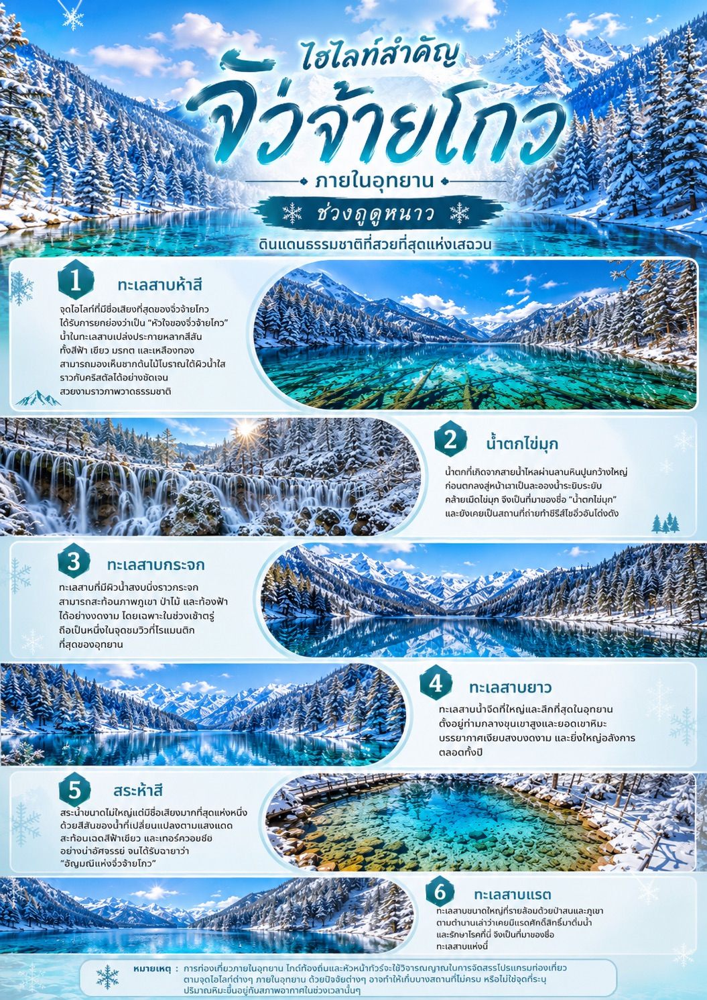 ไฮไลท์สำคัญ
จิ่วจ้ายโกว
ภายในอุทยาน
ช่วงฤดูหนาว
ดินแดนธรรมชาติที่สวยที่สุดแห่งเสฉวน
1 ทะเลสาบห้าสี
จุดไฮไลท์ที่มีชื่อเสียงที่สุดของจิ่วจ้ายโกว
ได้รับการยกย่องว่าเป็น “หัวใจของจิ่วจ้ายโกว”
น้ำในทะเลสาบเปล่งประกายหลากสีสัน
ทั้งสีฟ้า เขียว มรกต และเหลืองทอง
สามารถมองเห็นซากต้นไม้โบราณใต้ผิวน้ำใส
ราวกับคริสตัลได้อย่างชัดเจน
สวยงามราวภาพวาดธรรมชาติ
2 น้ำตกไข่มุก
น้ำตกที่เกิดจากสายน้ำไหลผ่านลานหินปูนกว้างใหญ่
ก่อนตกลงสู่หน้าผาเป็นละอองน้ำระยิบระยับ
คล้ายเม็ดไข่มุก จึงเป็นที่มาของชื่อ “น้ำตกไข่มุก”
และยังเคยเป็นสถานที่ถ่ายทำซีรีส์ไซอิ๋วอันโด่งดัง
3 ทะเลสาบกระจก
ทะเลสาบที่มีผิวน้ำสงบนิ่งราวกระจก
สามารถสะท้อนภาพภูเขา ป่าไม้ และท้องฟ้า
ได้อย่างงดงาม โดยเฉพาะในช่วงเช้าตรู่
ถือเป็นหนึ่งในจุดชมวิวที่โรแมนติก
ที่สุดของอุทยาน
4 ทะเลสาบยาว
ทะเลสาบน้ำจืดที่ใหญ่และลึกที่สุดในอุทยาน
ตั้งอยู่ท่ามกลางขุนเขาสูงและยอดเขาหิมะ
บรรยากาศเงียบสงบงดงาม และยิ่งใหญ่อลังการ
ตลอดทั้งปี
5 สระห้าสี
สระน้ำขนาดไม่ใหญ่แต่มีชื่อเสียงมากที่สุดแห่งหนึ่ง
ด้วยสีสันของน้ำที่เปลี่ยนแปลงตามแสงแดด
สะท้อนเฉดสีฟ้าเขียว และเทอร์ควอยซ์ย
อย่างน่าอัศจรรย์ จนได้รับฉายาว่า
“อัญมณีแห่งจิ่วจ้ายโกว”
6 ทะเลสาบแรด
ทะเลสาบขนาดใหญ่ที่รายล้อมด้วยป่าสนและภูเขา
ตามตำนานเล่าว่าเคยมีแรดศักดิ์สิทธิ์มาดื่มน้ำ
และรักษาโรคที่นี่ จึงเป็นที่มาของชื่อ
ทะเลสาบแห่งนี้
หมายเหตุ : การท่องเที่ยวภายในอุทยาน ไกด์ท้องถิ่นและหัวหน้าทัวร์จะใช้วิจารณญาณในการจัดสรรโปรแกรมท่องเที่ยว
ตามจุดไฮไลท์ต่างๆ ภายในอุทยาน ด้วยปัจจัยต่างๆ อาจทำให้เก็บบางสถานที่ไม่ครบ หรือไม่ใช่จุดที่ระบุ
ปริมาณหิมะขึ้นอยู่กับสภาพอากาศในช่วงเวลานั้นๆ